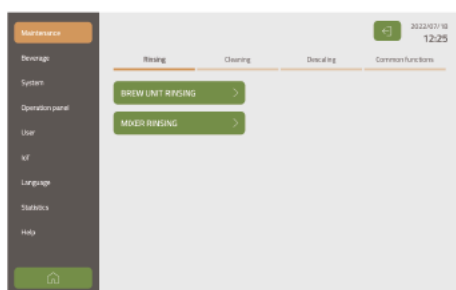 Maintenance
2022/07/18
12:25
Beverage
Rinsing
Cleaning
Descaling
Common functions
System
BREW UNIT RINSING
Operation panel
MIXER RINSING
User
IoT
Language
Statistics
Help